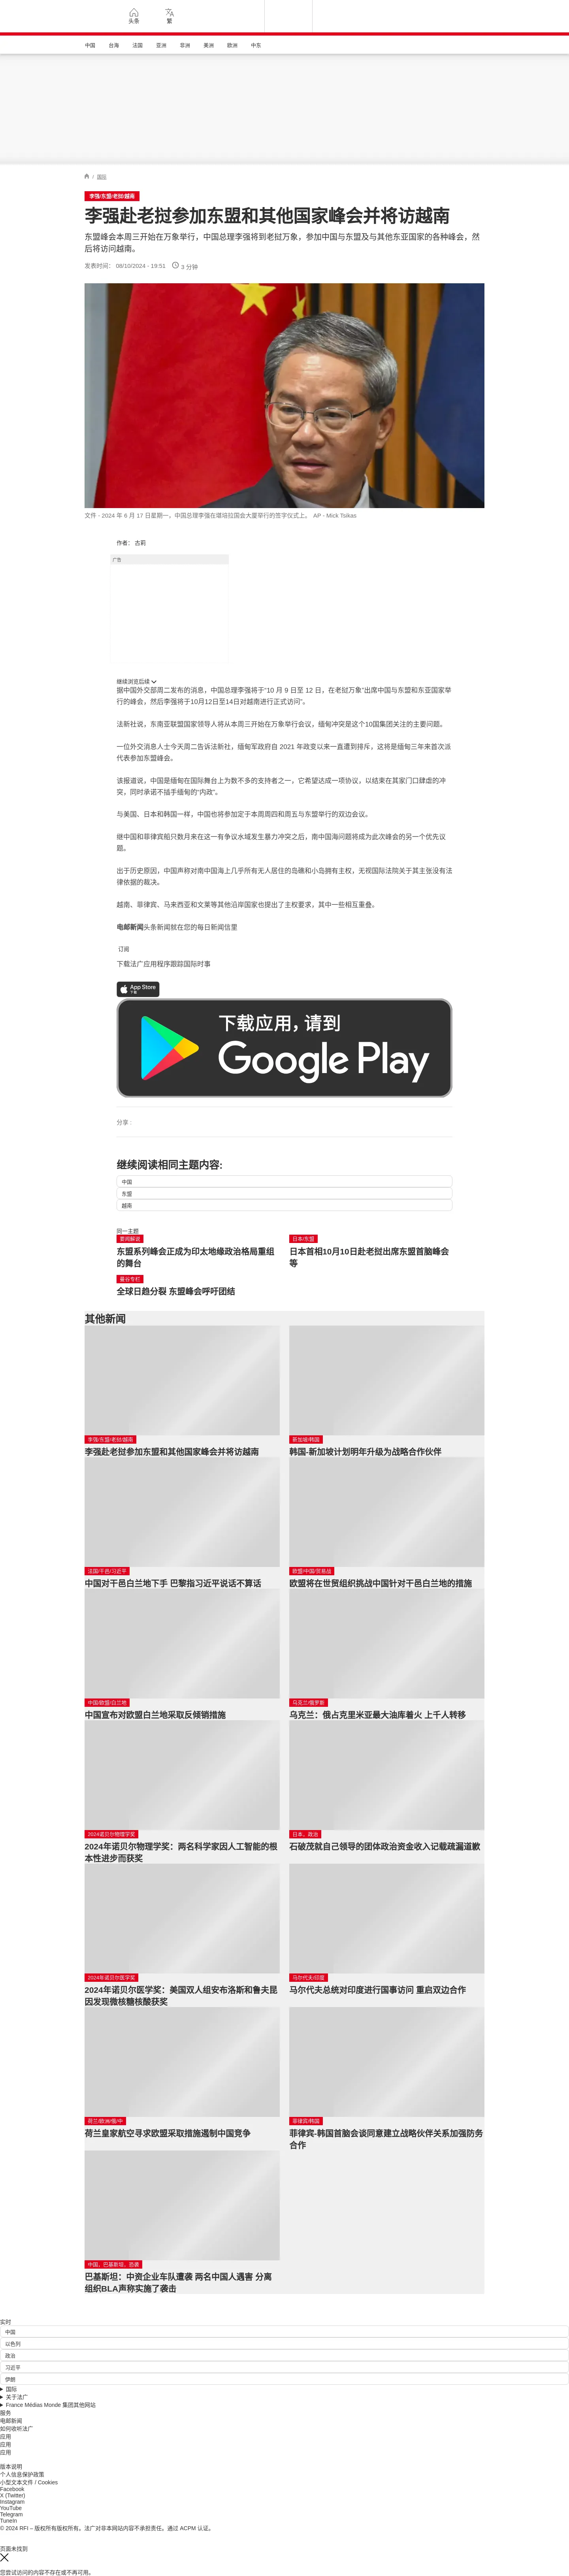 头条
繁
中国
台海
法国
亚洲
非洲
美洲
欧洲
中东
/ 国际
李强/东盟/老挝/越南
李强赴老挝参加东盟和其他国家峰会并将访越南
东盟峰会本周三开始在万象举行，中国总理李强将到老挝万象，参加中国与东盟及与其他东亚国家的各种峰会，然
后将访问越南。
发表时间： 08/10/2024 - 19:51
3 分钟
文件 - 2024 年 6 月 17 日星期一，中国总理李强在堪培拉国会大厦举行的签字仪式上。 AP - Mick Tsikas
作者： 古莉
广告
继续浏览后续
据中国外交部周二发布的消息，中国总理李强将于“10 月 9 日至 12 日，在老挝万象”出席中国与东盟和东亚国家举
行的峰会，然后李强将于10月12日至14日对越南进行正式访问”。
法新社说，东南亚联盟国家领导人将从本周三开始在万象举行会议，缅甸冲突是这个10国集团关注的主要问题。
一位外交消息人士今天周二告诉法新社，缅甸军政府自 2021 年政变以来一直遭到排斥，这将是缅甸三年来首次派
代表参加东盟峰会。
该报道说，中国是缅甸在国际舞台上为数不多的支持者之一，它希望达成一项协议，以结束在其家门口肆虐的冲
突，同时承诺不插手缅甸的“内政”。
与美国、日本和韩国一样，中国也将参加定于本周周四和周五与东盟举行的双边会议。
继中国和菲律宾船只数月来在这一有争议水域发生暴力冲突之后，南中国海问题将成为此次峰会的另一个优先议
题。
出于历史原因，中国声称对南中国海上几乎所有无人居住的岛礁和小岛拥有主权，无视国际法院关于其主张没有法
律依据的裁决。
越南、菲律宾、马来西亚和文莱等其他沿岸国家也提出了主权要求，其中一些相互重叠。
电邮新闻头条新闻就在您的每日新闻信里
订阅
下载法广应用程序跟踪国际时事
App Store
下载
下载应用，请到
Google Play
分享 :
继续阅读相同主题内容:
中国
东盟
越南
同一主题
要闻解说
东盟系列峰会正成为印太地缘政治格局重组
的舞台
日本/东盟
日本首相10月10日赴老挝出席东盟首脑峰会
等
曼谷专栏
全球日趋分裂 东盟峰会呼吁团结
其他新闻
李强/东盟/老挝/越南
李强赴老挝参加东盟和其他国家峰会并将访越南
新加坡/韩国
韩国-新加坡计划明年升级为战略合作伙伴
法国/干邑/习近平
中国对干邑白兰地下手 巴黎指习近平说话不算话
欧盟/中国/贸易战
欧盟将在世贸组织挑战中国针对干邑白兰地的措施
中国/欧盟/白兰地
中国宣布对欧盟白兰地采取反倾销措施
乌克兰/俄罗斯
乌克兰：俄占克里米亚最大油库着火 上千人转移
2024诺贝尔物理学奖
2024年诺贝尔物理学奖：两名科学家因人工智能的根
本性进步而获奖
日本，政治
石破茂就自己领导的团体政治资金收入记载疏漏道歉
2024年诺贝尔医学奖
2024年诺贝尔医学奖：美国双人组安布洛斯和鲁夫昆
因发现微核糖核酸获奖
马尔代夫/印度
马尔代夫总统对印度进行国事访问 重启双边合作
荷兰/欧洲/俄/中
荷兰皇家航空寻求欧盟采取措施遏制中国竞争
菲律宾/韩国
菲律宾-韩国首脑会谈同意建立战略伙伴关系加强防务
合作
中国，巴基斯坦，恐袭
巴基斯坦：中资企业车队遭袭 两名中国人遇害 分离
组织BLA声称实施了袭击
实时
中国
以色列
政治
习近平
伊朗
国际
关于法广
France Médias Monde 集团其他网站
服务
电邮新闻
如何收听法广
应用
应用
应用
版本说明
个人信息保护政策
小型文本文件 / Cookies
Facebook
X (Twitter)
Instagram
YouTube
Telegram
TuneIn
© 2024 RFI – 版权所有版权所有。法广对非本网站内容不承担责任。通过 ACPM 认证。
页面未找到
您尝试访问的内容不存在或不再可用。